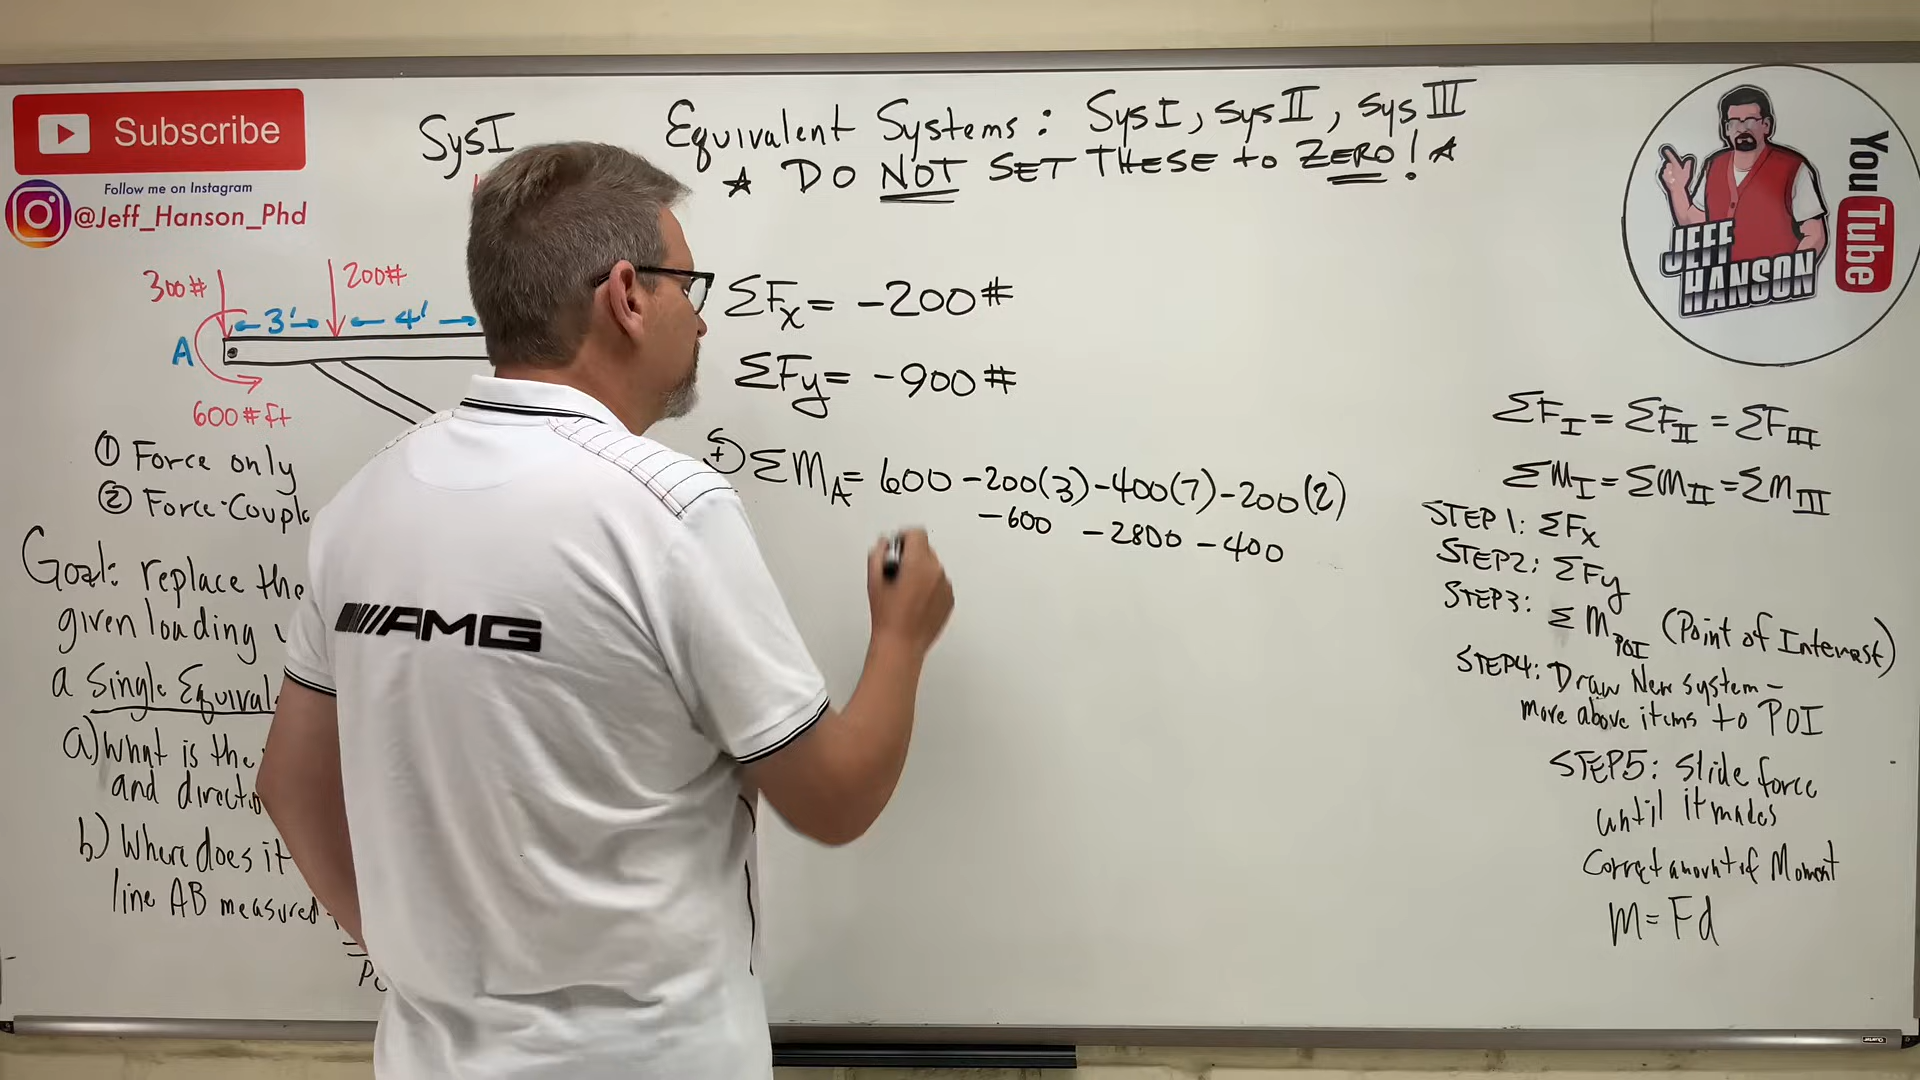 Subscribe
Follow me on Instagram
@Jeff_Hanson_Phd
SysI
Equivalent Systems: SysI, sysII, sysIII
☆ DO NOT SET THESE to ZERO! ☆
YouTube
JEFF
HANSON
300#
200#
3'
4'
A
600#ft
① Force only
② Force-Couple
Goal: replace the
given loading
a Single Equival
a) What is the
and directio
b) Where does it
line AB measured
ΣFx = -200#
ΣFy = -900#
+ ΣMA = 600 -200(3) -400(7) -200(2)
-600 -2800 -400
ΣFI = ΣFII = ΣFIII
ΣMI = ΣMII = ΣMIII
STEP 1: ΣFx
STEP2: ΣFy
STEP3: ΣMPOI (Point of Interest)
STEP4: Draw New system -
move above items to POI
STEP5: Slide force
until it makes
Correct amount of Moment
M = Fd
AMG